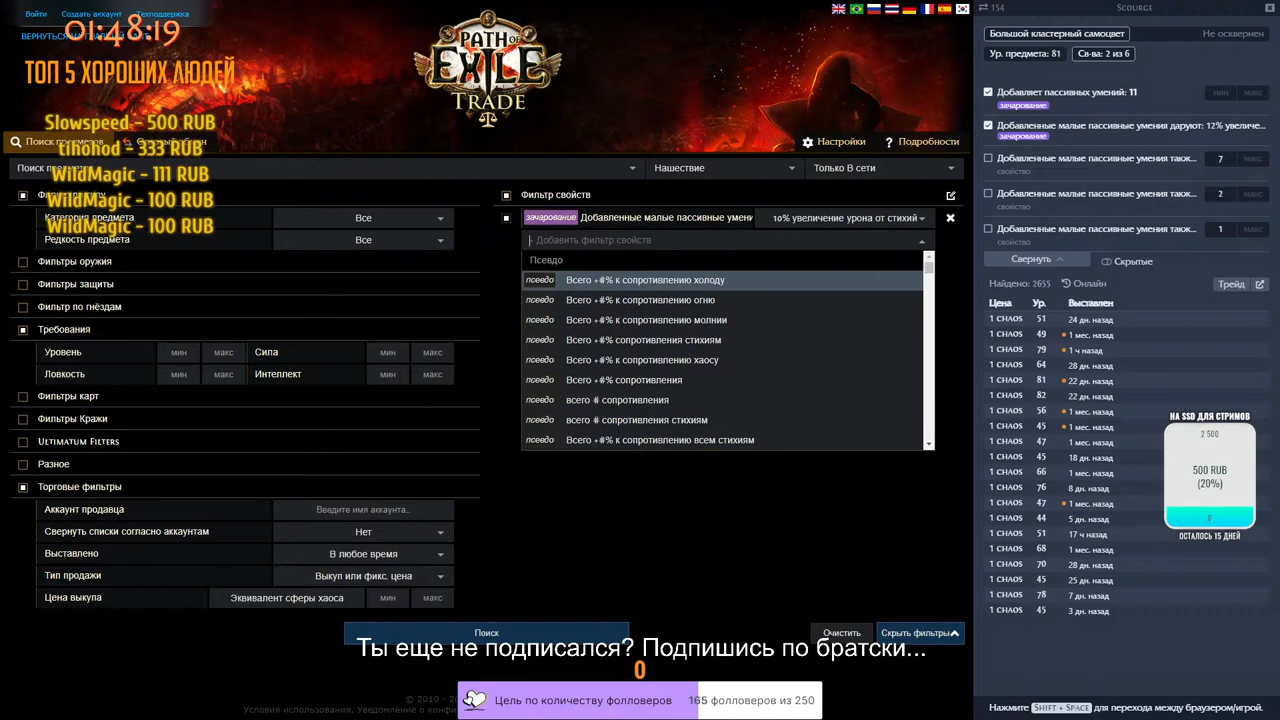 Войти Создать аккаунт Техподдержка
01:48:19
ТОП 5 ХОРОШИХ ЛЮДЕЙ
Slowspeed - 500 RUB
tihohod - 333 RUB
WildMagic - 111 RUB
WildMagic - 100 RUB
WildMagic - 100 RUB
PATH OF
EXILE
TRADE
Настройки
? Подробности
Нашествие
Только В сети
Категория предмета
Все
Редкость предмета
Все
Фильтры оружия
Фильтры защиты
Фильтр по гнёздам
Требования
Уровень мин макс Сила мин макс
Ловкость мин макс Интеллект мин макс
Фильтры карт
Фильтры Кражи
ULTIMATUM FILTERS
Разное
Торговые фильтры
Аккаунт продавца
Введите имя аккаунта...
Свернуть списки согласно аккаунтам
Нет
Выставлено
В любое время
Тип продажи
Выкуп или фикс. цена
Цена выкупа
Эквивалент сферы хаоса мин макс
Фильтр свойств
зачарование Добавленные малые пассивные умени
10% увеличение урона от стихий
+ Добавить фильтр свойств
Псевдо
псевдо Всего +#% к сопротивлению холоду
псевдо Всего +#% к сопротивлению огню
псевдо Всего +#% к сопротивлению молнии
псевдо Всего +#% сопротивления стихиям
псевдо Всего +#% к сопротивлению хаосу
псевдо Всего +#% сопротивления
псевдо всего # сопротивления
псевдо всего # сопротивления стихиям
псевдо Всего +#% к сопротивлению всем стихиям
Поиск
Очистить
Скрыть фильтры
Ты еще не подписался? Подпишись по братски...
0
Цель по количеству фолловеров 165 фолловеров из 250
154
SCOURGE
Большой кластерный самоцвет
Не осквернен
Ур. предмета: 81
Св-ва: 2 из 6
Добавляет пассивных умений: 11
мин макс
зачарование
Добавленные малые пассивные умения даруют: 12% увеличе...
зачарование
Добавленные малые пассивные умения такж...
7 макс
свойство
Добавленные малые пассивные умения такж...
2 макс
свойство
Добавленные малые пассивные умения такж...
1 макс
свойство
Свернуть
Скрытые
Найдено: 2655
Онлайн
Трейд
Цена Ур. Выставлен
1 CHAOS 51 24 дн. назад
1 CHAOS 49 1 мес. назад
1 CHAOS 79 1 ч назад
1 CHAOS 64 28 дн. назад
1 CHAOS 81 22 дн. назад
1 CHAOS 82 22 дн. назад
1 CHAOS 56 1 мес. назад
1 CHAOS 45 1 мес. назад
1 CHAOS 47 1 мес. назад
1 CHAOS 45 18 дн. назад
1 CHAOS 66 1 мес. назад
1 CHAOS 76 8 дн. назад
1 CHAOS 47 1 мес. назад
1 CHAOS 44 5 дн. назад
1 CHAOS 51 17 ч назад
1 CHAOS 68 1 мес. назад
1 CHAOS 70 28 дн. назад
1 CHAOS 45 25 дн. назад
1 CHAOS 78 7 дн. назад
1 CHAOS 45 3 дн. назад
НА SSD ДЛЯ СТРИМОВ
2 500
500 RUB
(20%)
0
ОСТАЛОСЬ 15 ДНЕЙ
Нажмите SHIFT + SPACE для перехода между браузером/игрой.